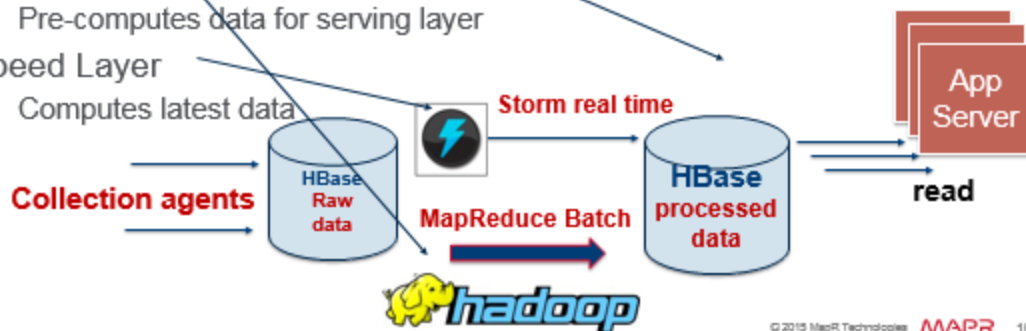 Pre-computes data for serving layer
peed Layer
Computes latest data
Storm real time
App
Server
HBase
Raw
data
Collection agents
MapReduce Batch
HBase
processed
data
read
hadoop
© 2015 MapR Technologies MAPR